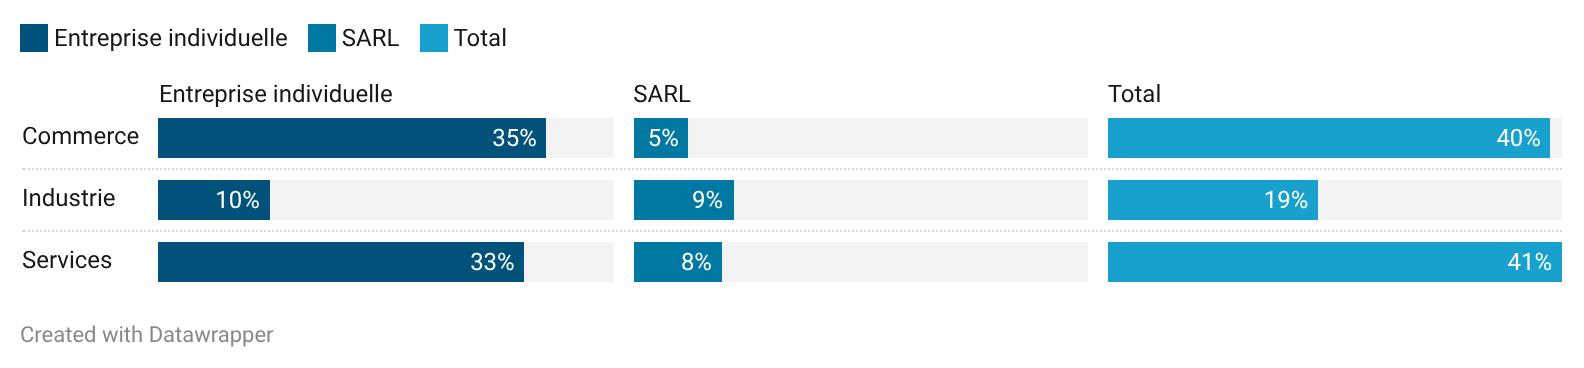 Entreprise individuelle SARL Total
Entreprise individuelle SARL Total
Commerce 35% 5% 40%
Industrie 10% 9% 19%
Services 33% 8% 41%
Created with Datawrapper